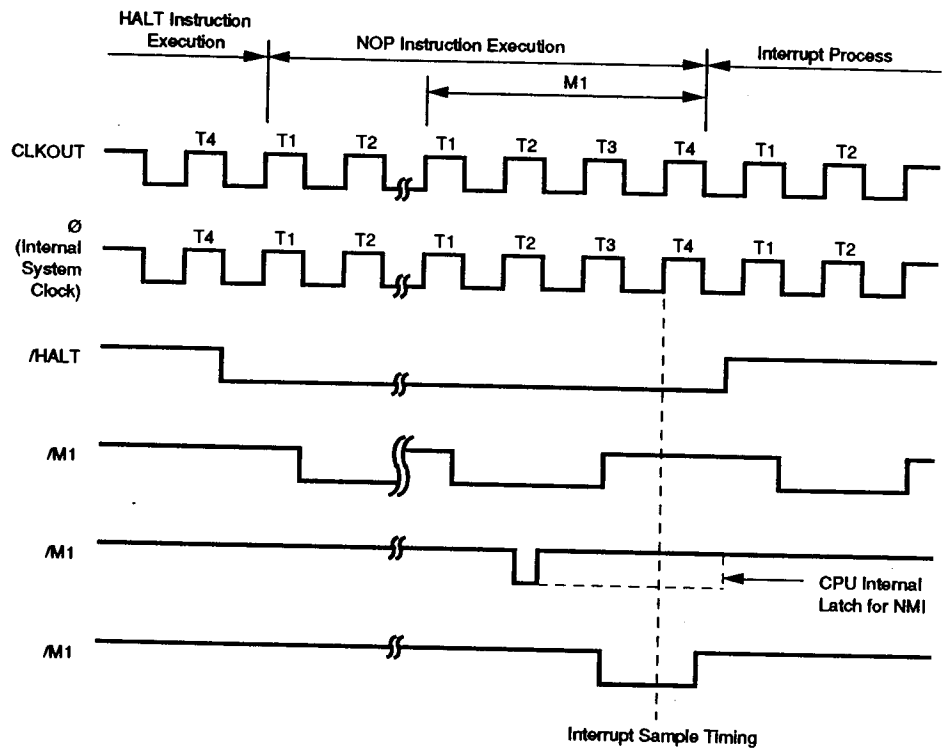 HALT Instruction
Execution
NOP Instruction Execution
Interrupt Process
M1
T4 T1 T2 T1 T2 T3 T4 T1 T2
CLKOUT
Ø
(Internal
System
Clock)
T4 T1 T2 T1 T2 T3 T4 T1 T2
/HALT
/M1
/M1
CPU Internal
Latch for NMI
/M1
Interrupt Sample Timing